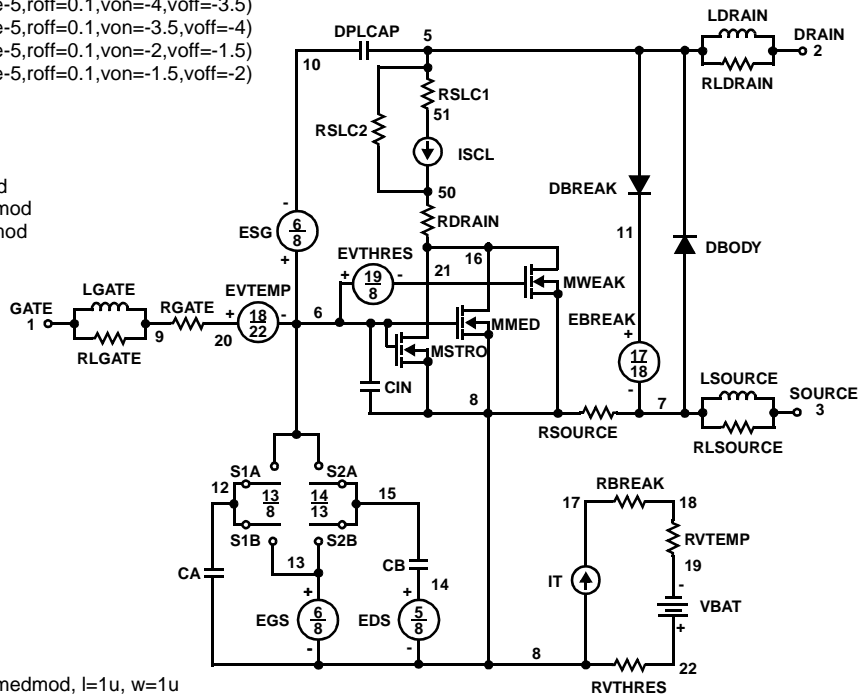 e-5,roff=0.1,von=-4,voff=-3.5)
e-5,roff=0.1,von=-3.5,voff=-4)
e-5,roff=0.1,von=-2,voff=-1.5)
e-5,roff=0.1,von=-1.5,voff=-2)
d
mod
mod
LDRAIN
DPLCAP 5 DRAIN
10 2
RLDRAIN
RSLC1
51
RSLC2
ISCL
50
DBREAK
RDRAIN
-
ESG 6
8
+
EVTHRES
16
11
DBODY
+ 19 - 21
8
MWEAK
LGATE
EVTEMP
GATE RGATE
1 + 18 - 6
22
9 20
RLGATE
MMED
EBREAK
+
17
18
-
MSTRO
CIN
LSOURCE
8 7 SOURCE
3
RSOURCE
RLSOURCE
S1A S2A
12 13 14 15
8 13
S1B S2B
13
CA CB
14
+ +
EGS 6 EDS 5
8 8
- -
RBREAK
17 18
RVTEMP
19
IT
-
VBAT
+
8 22
RVTHRES
medmod, l=1u, w=1u